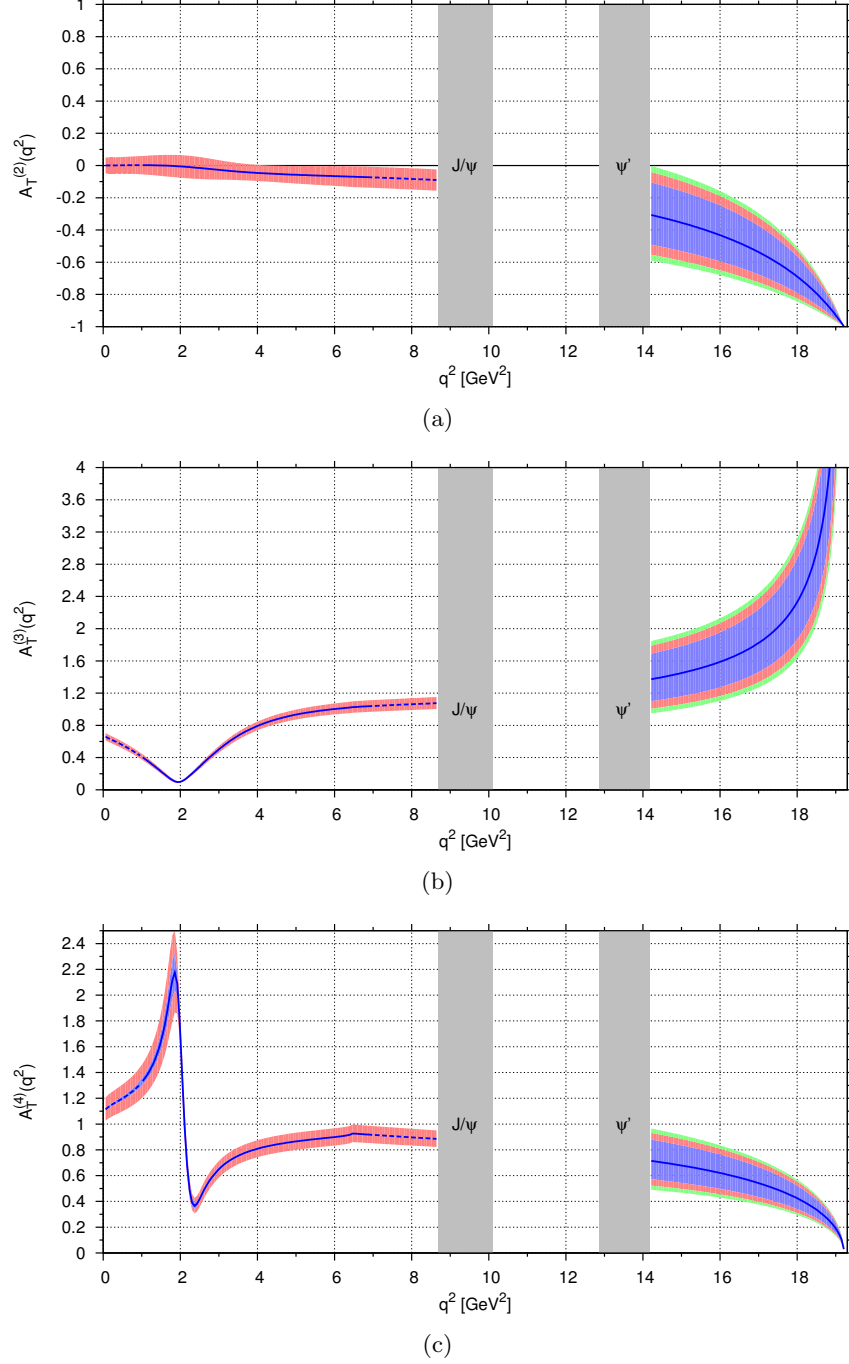 1
0.8
0.6
0.4
0.2
0
-0.2
-0.4
-0.6
-0.8
-1
A_T^(2)(q^2)
J/ψ
ψ'
0 2 4 6 8 10 12 14 16 18
q^2 [GeV^2]
(a)
4
3.6
3.2
2.8
2.4
2
1.6
1.2
0.8
0.4
0
A_T^(3)(q^2)
J/ψ
ψ'
0 2 4 6 8 10 12 14 16 18
q^2 [GeV^2]
(b)
2.4
2.2
2
1.8
1.6
1.4
1.2
1
0.8
0.6
0.4
0.2
0
A_T^(4)(q^2)
J/ψ
ψ'
0 2 4 6 8 10 12 14 16 18
q^2 [GeV^2]
(c)